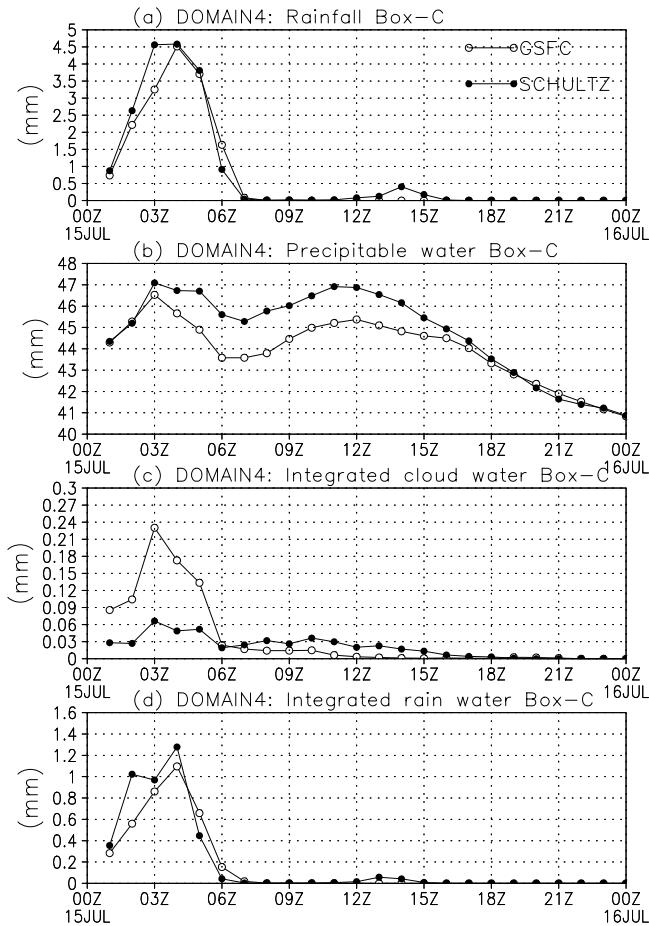 (a) DOMAIN4: Rainfall Box-C
5
4.5
4
3.5
3
2.5
2
1.5
1
0.5
0
(mm)
GSFC
SCHULTZ
00Z 03Z 06Z 09Z 12Z 15Z 18Z 21Z 00Z
15JUL 16JUL
(b) DOMAIN4: Precipitable water Box-C
48
47
46
45
44
43
42
41
40
(mm)
00Z 03Z 06Z 09Z 12Z 15Z 18Z 21Z 00Z
15JUL 16JUL
(c) DOMAIN4: Integrated cloud water Box-C
0.3
0.27
0.24
0.21
0.18
0.15
0.12
0.09
0.06
0.03
0
(mm)
00Z 03Z 06Z 09Z 12Z 15Z 18Z 21Z 00Z
15JUL 16JUL
(d) DOMAIN4: Integrated rain water Box-C
1.6
1.4
1.2
1
0.8
0.6
0.4
0.2
0
(mm)
00Z 03Z 06Z 09Z 12Z 15Z 18Z 21Z 00Z
15JUL 16JUL